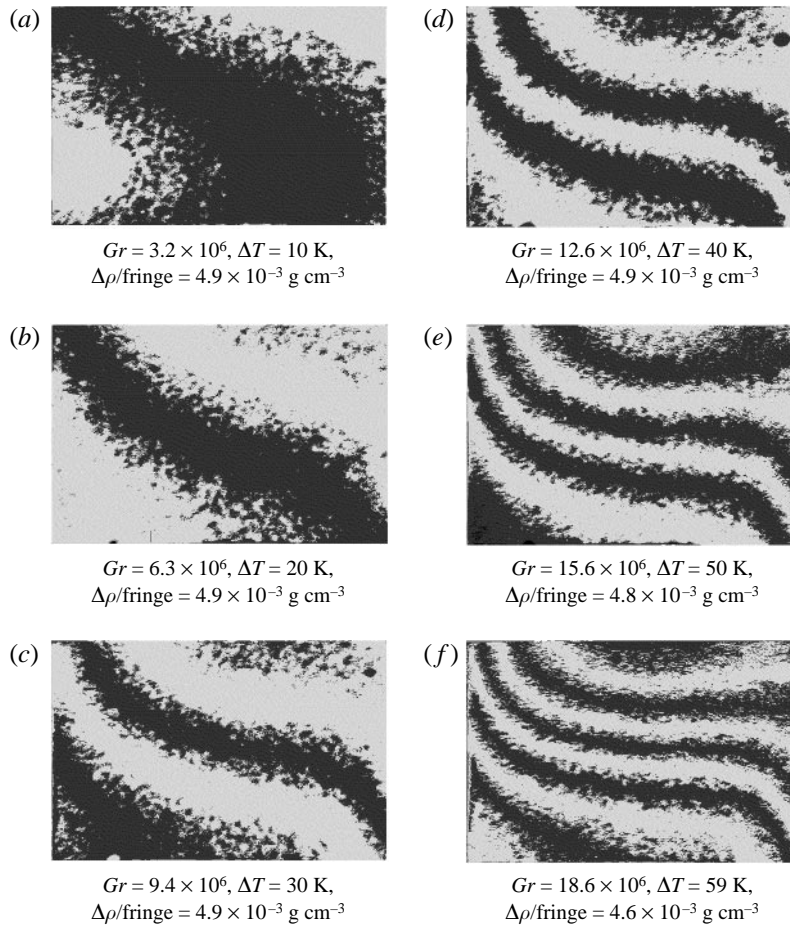 (a)
Gr = 3.2 × 10⁶, ΔT = 10 K,
Δρ/fringe = 4.9 × 10⁻³ g cm⁻³
(b)
Gr = 6.3 × 10⁶, ΔT = 20 K,
Δρ/fringe = 4.9 × 10⁻³ g cm⁻³
(c)
Gr = 9.4 × 10⁶, ΔT = 30 K,
Δρ/fringe = 4.9 × 10⁻³ g cm⁻³
(d)
Gr = 12.6 × 10⁶, ΔT = 40 K,
Δρ/fringe = 4.9 × 10⁻³ g cm⁻³
(e)
Gr = 15.6 × 10⁶, ΔT = 50 K,
Δρ/fringe = 4.8 × 10⁻³ g cm⁻³
(f)
Gr = 18.6 × 10⁶, ΔT = 59 K,
Δρ/fringe = 4.6 × 10⁻³ g cm⁻³